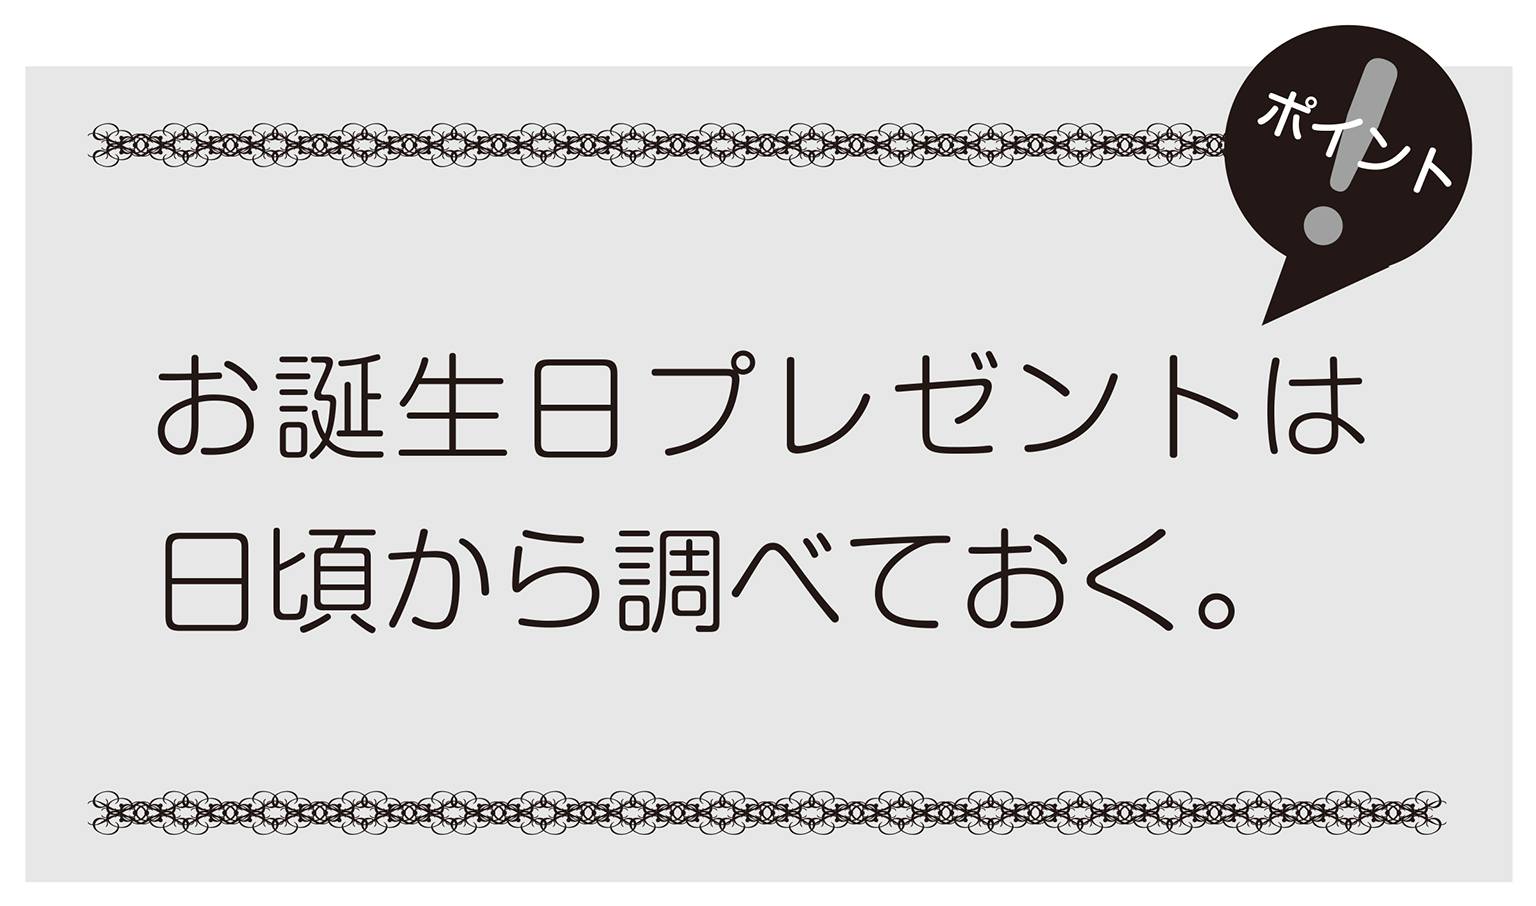 ポイント
お誕生日プレゼントは
日頃から調べておく。